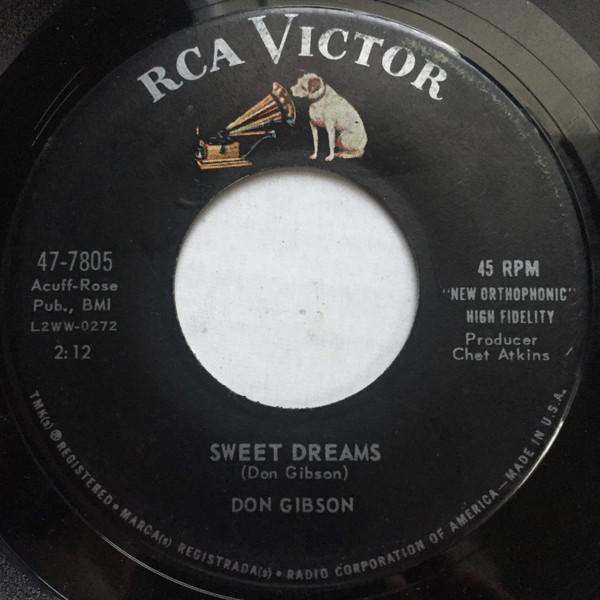 RCA VICTOR
47-7805
Acuff-Rose
Pub., BMI
L2WW-0272
2:12
45 RPM
"NEW ORTHOPHONIC"
HIGH FIDELITY
Producer
Chet Atkins
SWEET DREAMS
(Don Gibson)
DON GIBSON
TMK(s) ® REGISTERED • MARCA(s) REGISTRADA(s) • RADIO CORPORATION OF AMERICA—MADE IN U.S.A.